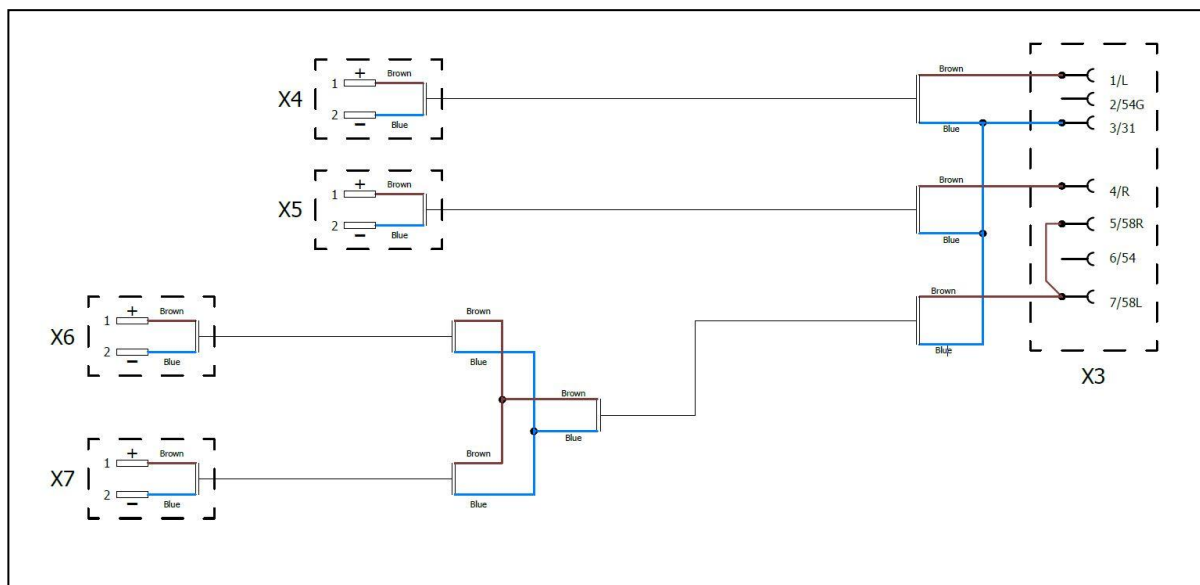 X4
1
+
Brown
2
−
Blue
Brown
Blue
X5
1
+
Brown
2
−
Blue
Brown
Blue
X6
1
+
Brown
2
−
Blue
Brown
Blue
X7
1
+
Brown
2
−
Blue
Brown
Blue
Brown
Blue
Brown
Blue
1/L
2/54G
3/31
4/R
5/58R
6/54
7/58L
X3